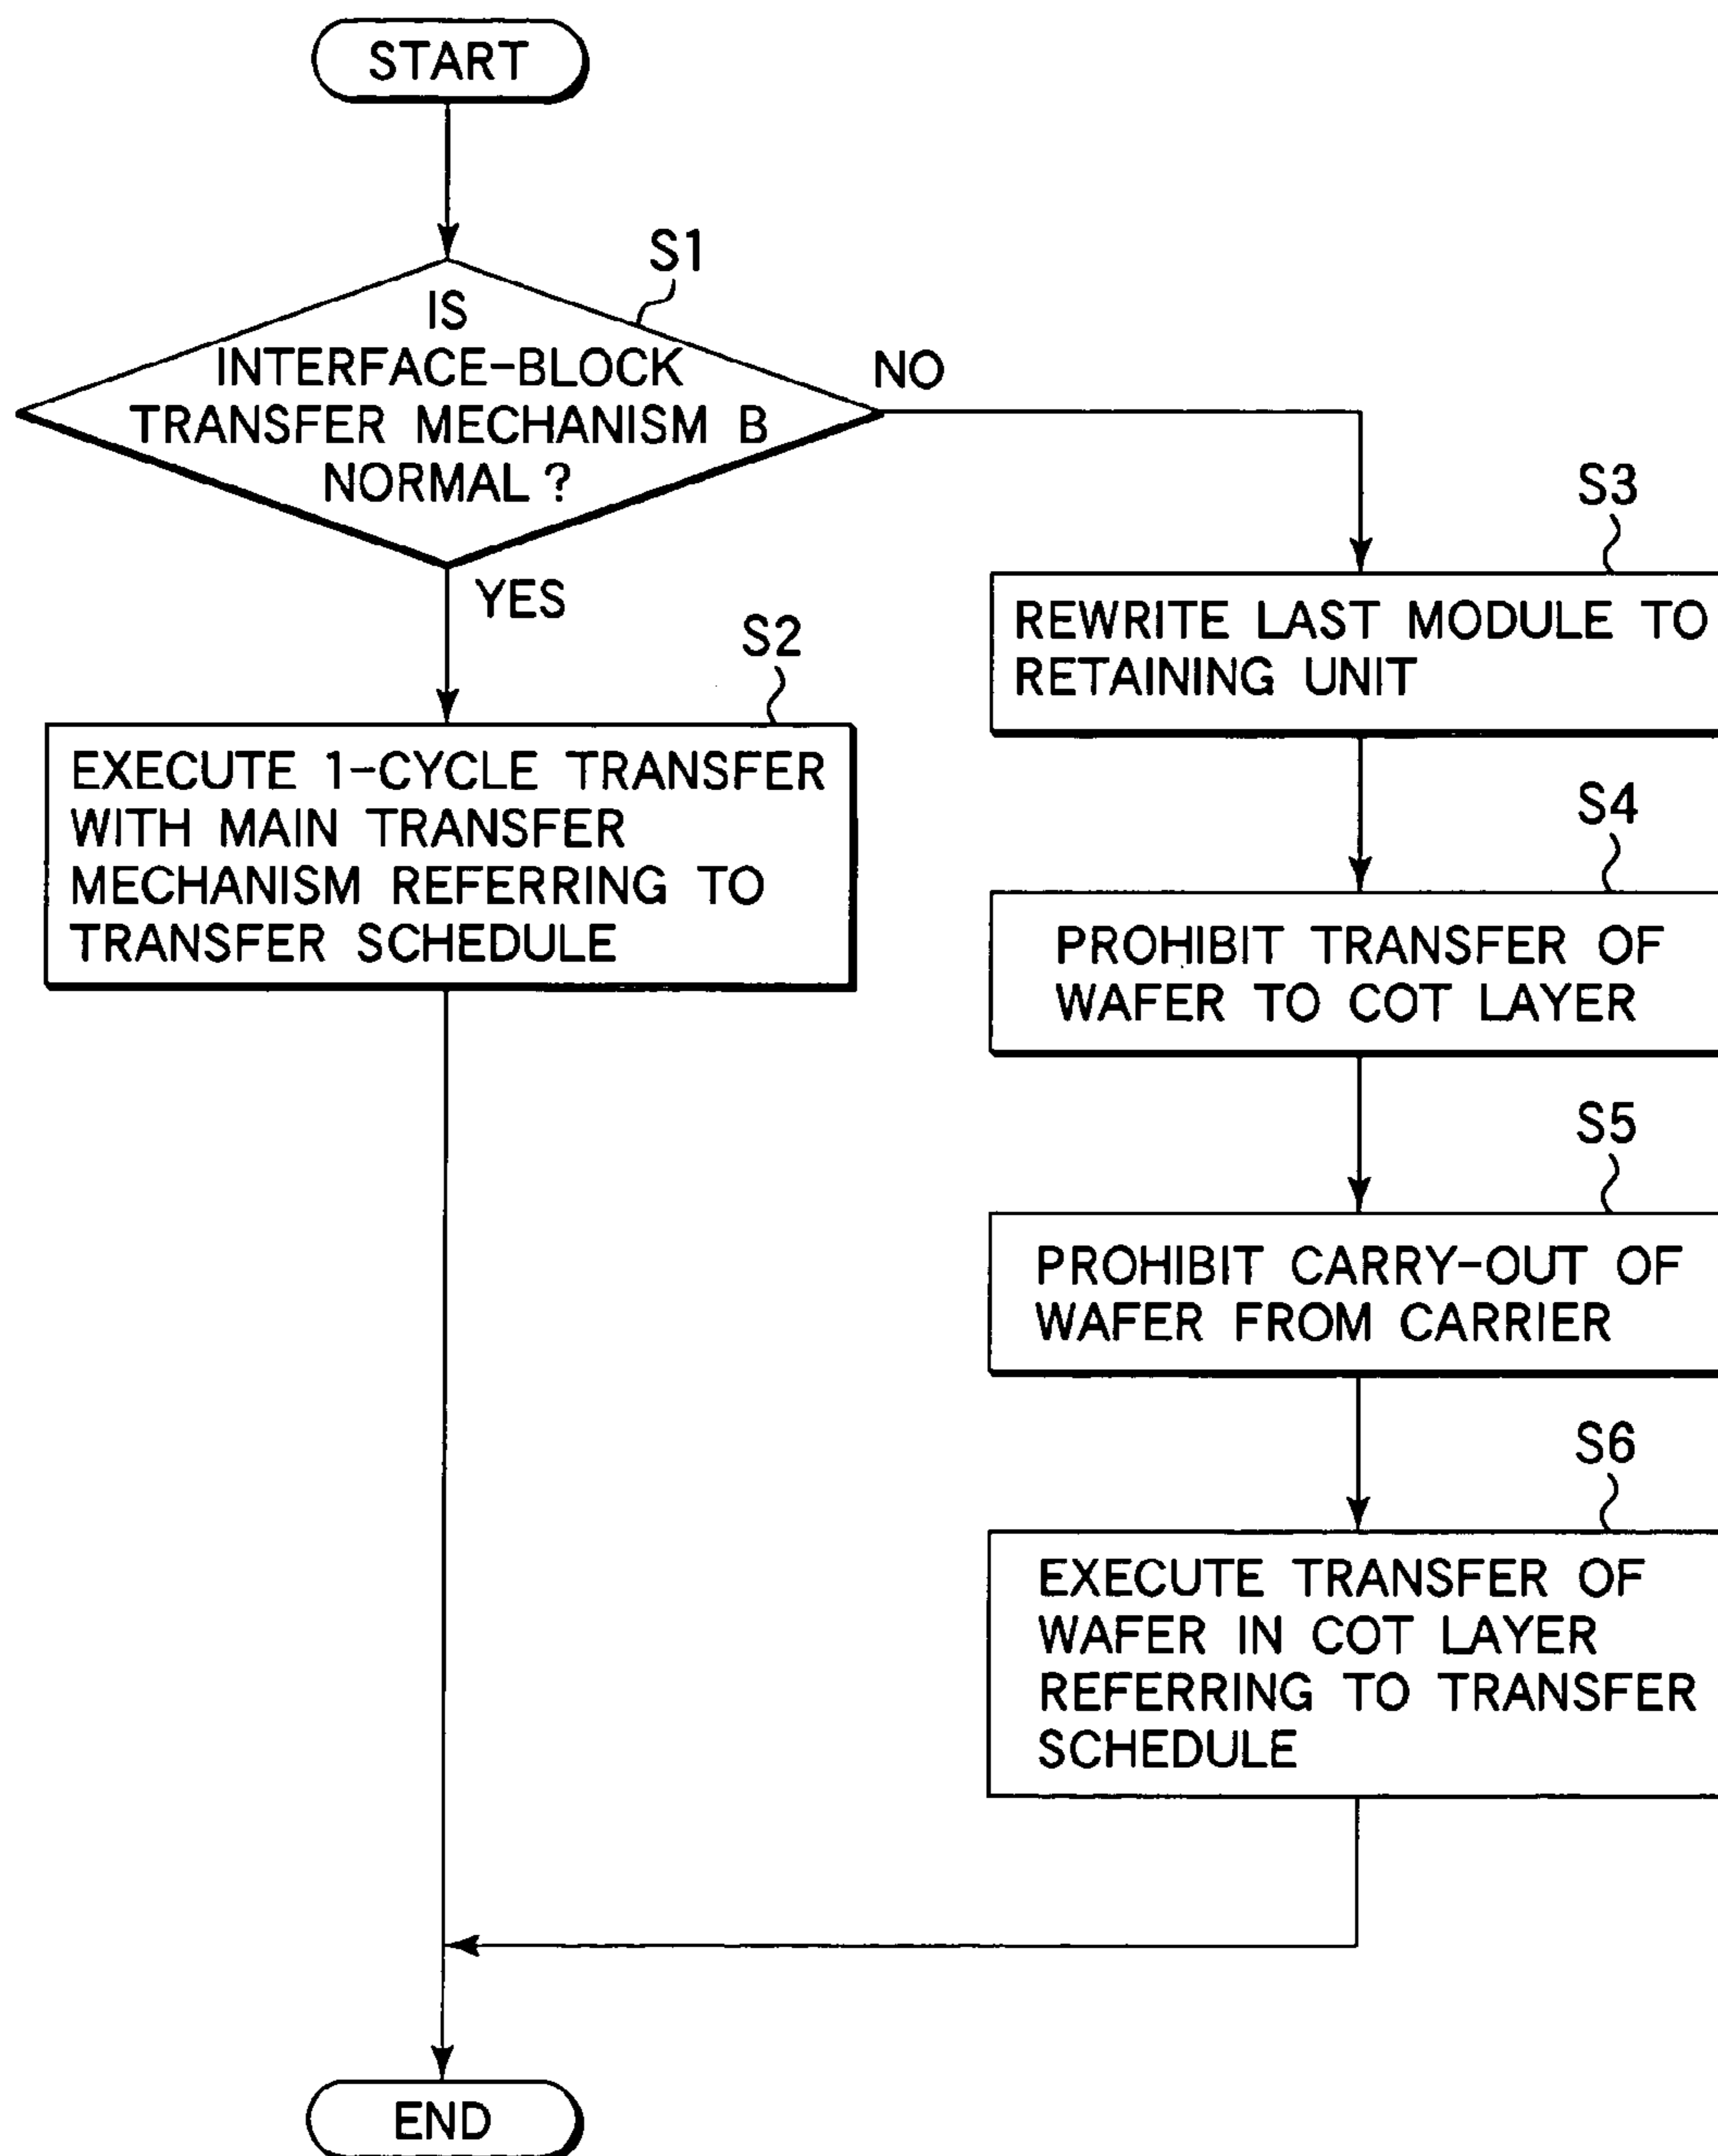 START
S1
IS
INTERFACE-BLOCK
TRANSFER MECHANISM B
NORMAL?
NO
YES
S2
EXECUTE 1-CYCLE TRANSFER
WITH MAIN TRANSFER
MECHANISM REFERRING TO
TRANSFER SCHEDULE
S3
REWRITE LAST MODULE TO
RETAINING UNIT
S4
PROHIBIT TRANSFER OF
WAFER TO COT LAYER
S5
PROHIBIT CARRY-OUT OF
WAFER FROM CARRIER
S6
EXECUTE TRANSFER OF
WAFER IN COT LAYER
REFERRING TO TRANSFER
SCHEDULE
END